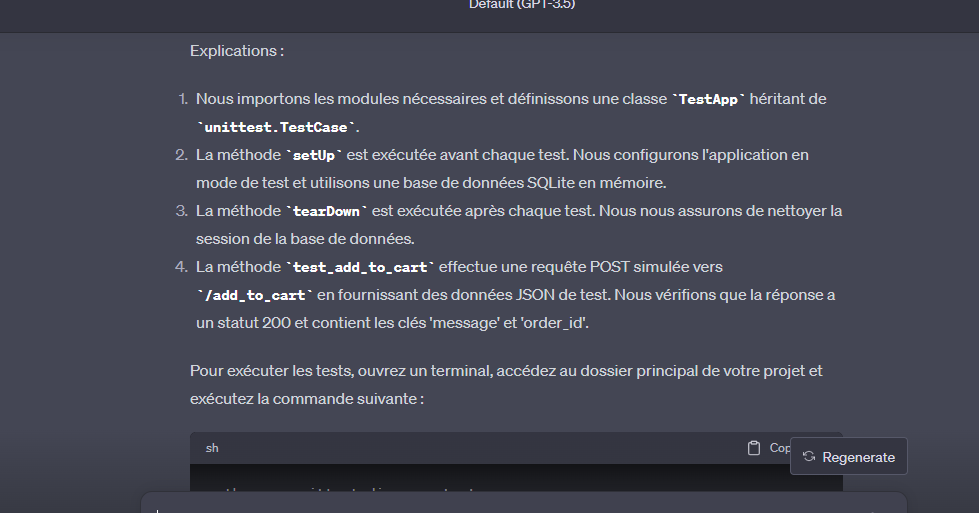 Default (GPT-3.5)
Explications :
1. Nous importons les modules nécessaires et définissons une classe `TestApp` héritant de
`unittest.TestCase`.
2. La méthode `setUp` est exécutée avant chaque test. Nous configurons l'application en
mode de test et utilisons une base de données SQLite en mémoire.
3. La méthode `tearDown` est exécutée après chaque test. Nous nous assurons de nettoyer la
session de la base de données.
4. La méthode `test_add_to_cart` effectue une requête POST simulée vers
`/add_to_cart` en fournissant des données JSON de test. Nous vérifions que la réponse a
un statut 200 et contient les clés 'message' et 'order_id'.
Pour exécuter les tests, ouvrez un terminal, accédez au dossier principal de votre projet et
exécutez la commande suivante :
sh
Cop
Regenerate